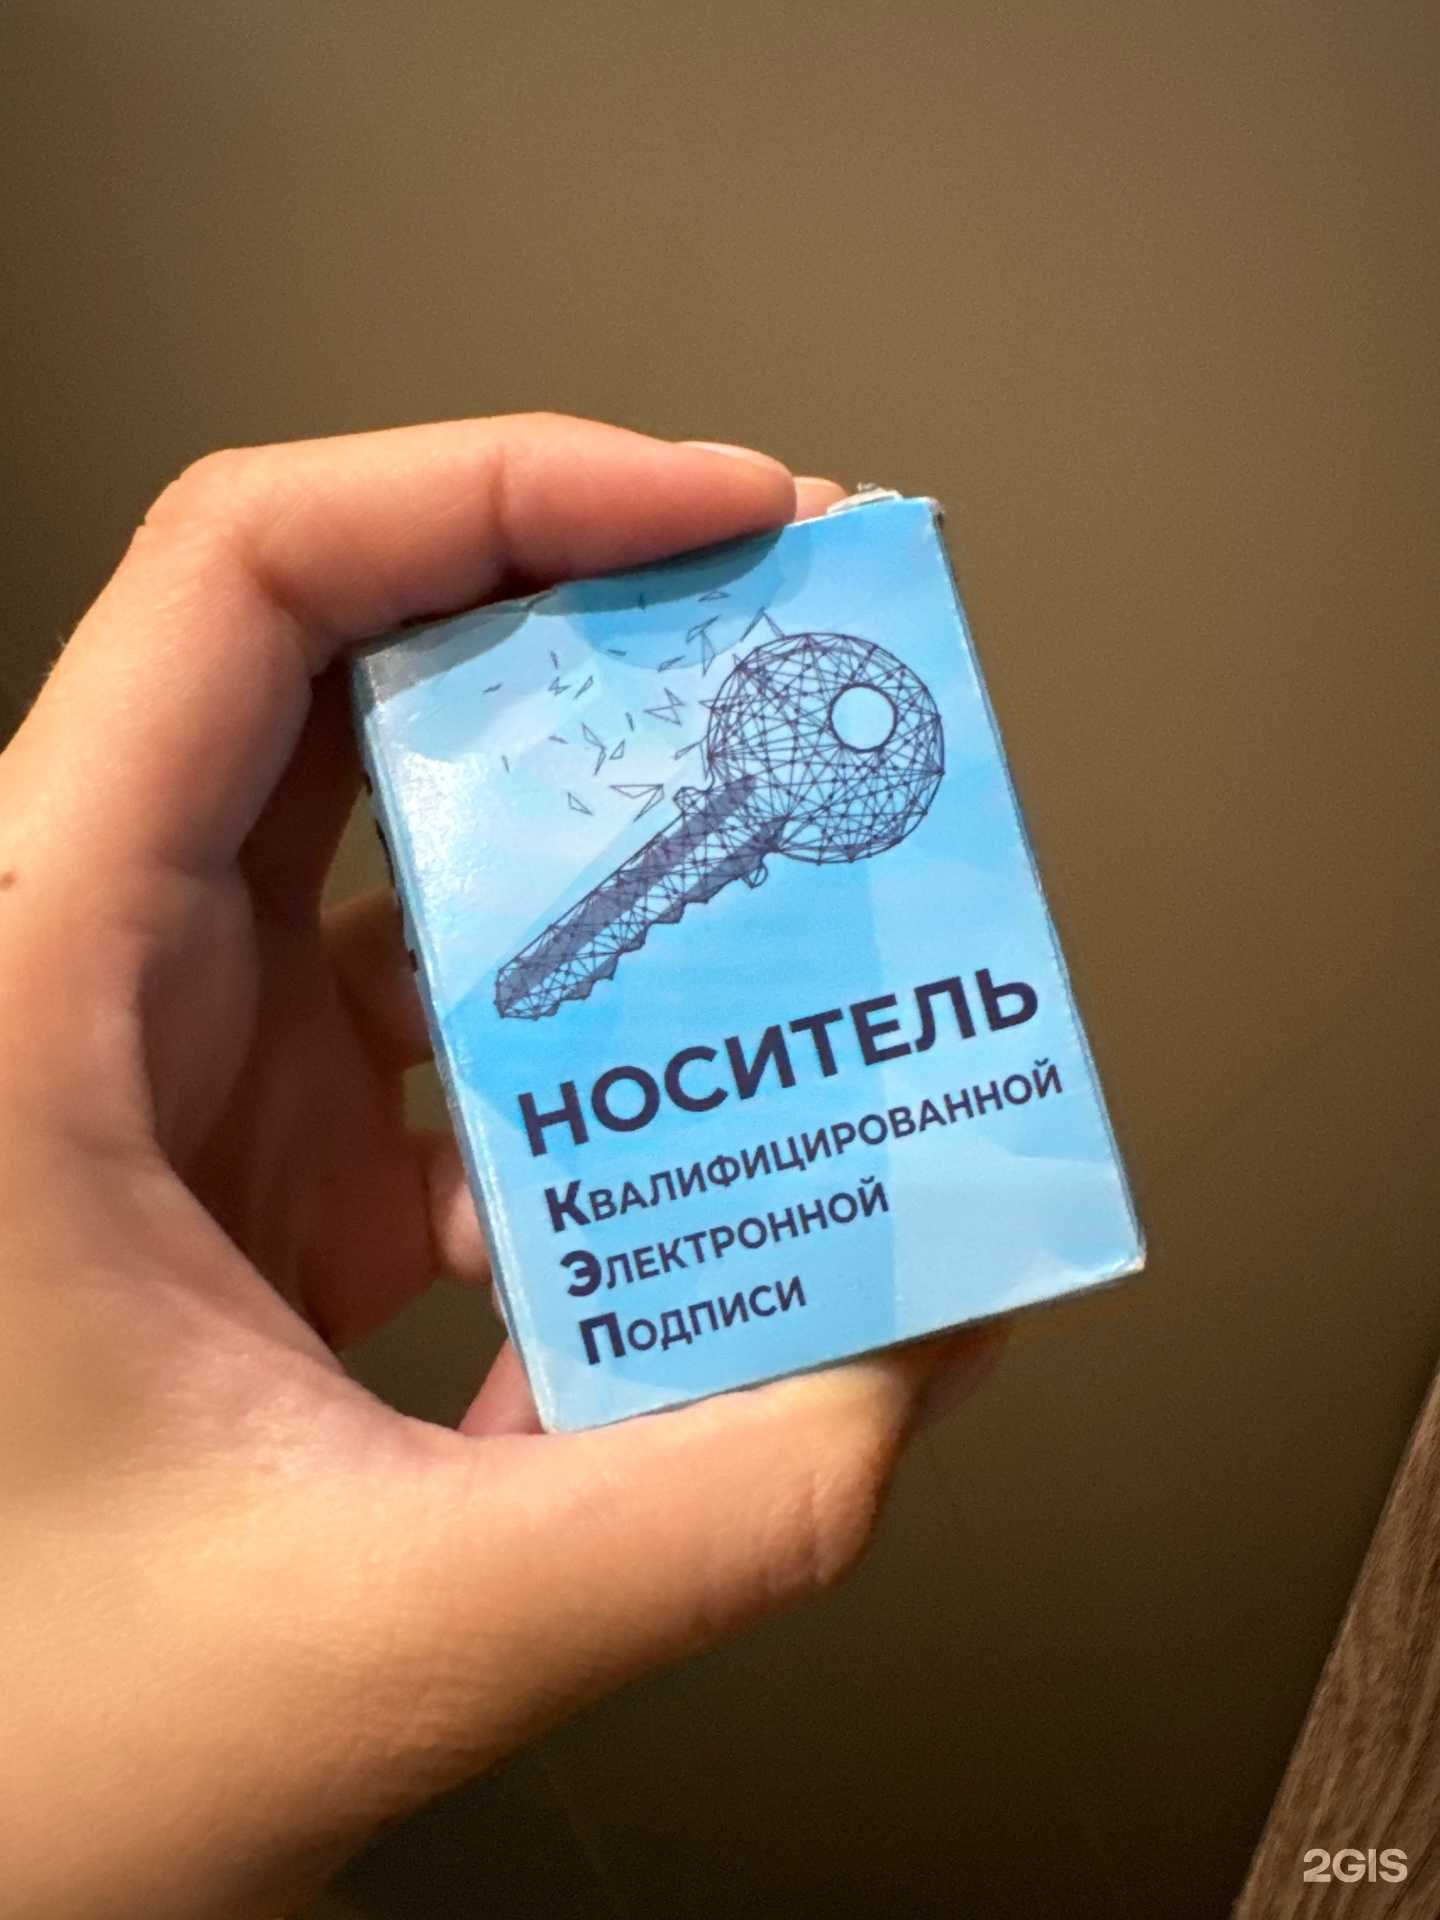 НОСИТЕЛЬ
КВАЛИФИЦИРОВАННОЙ
ЭЛЕКТРОННОЙ
ПОДПИСИ
2GIS